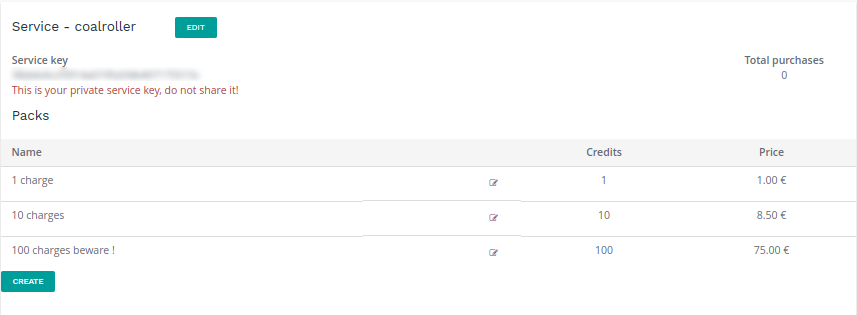 Service - coalroller EDIT
Service key Total purchases
0
This is your private service key, do not share it!
Packs
Name Credits Price
1 charge 1 1.00 €
10 charges 10 8.50 €
100 charges beware ! 100 75.00 €
CREATE